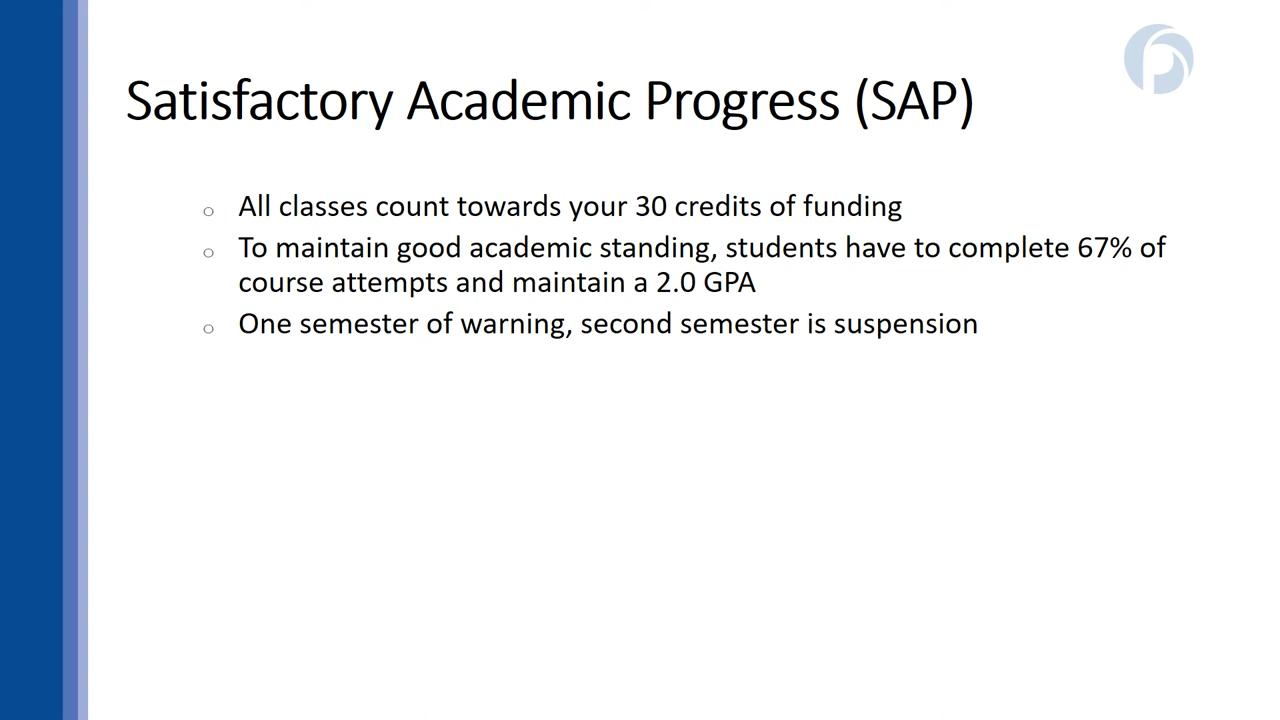 Satisfactory Academic Progress (SAP)
○ All classes count towards your 30 credits of funding
○ To maintain good academic standing, students have to complete 67% of
course attempts and maintain a 2.0 GPA
○ One semester of warning, second semester is suspension